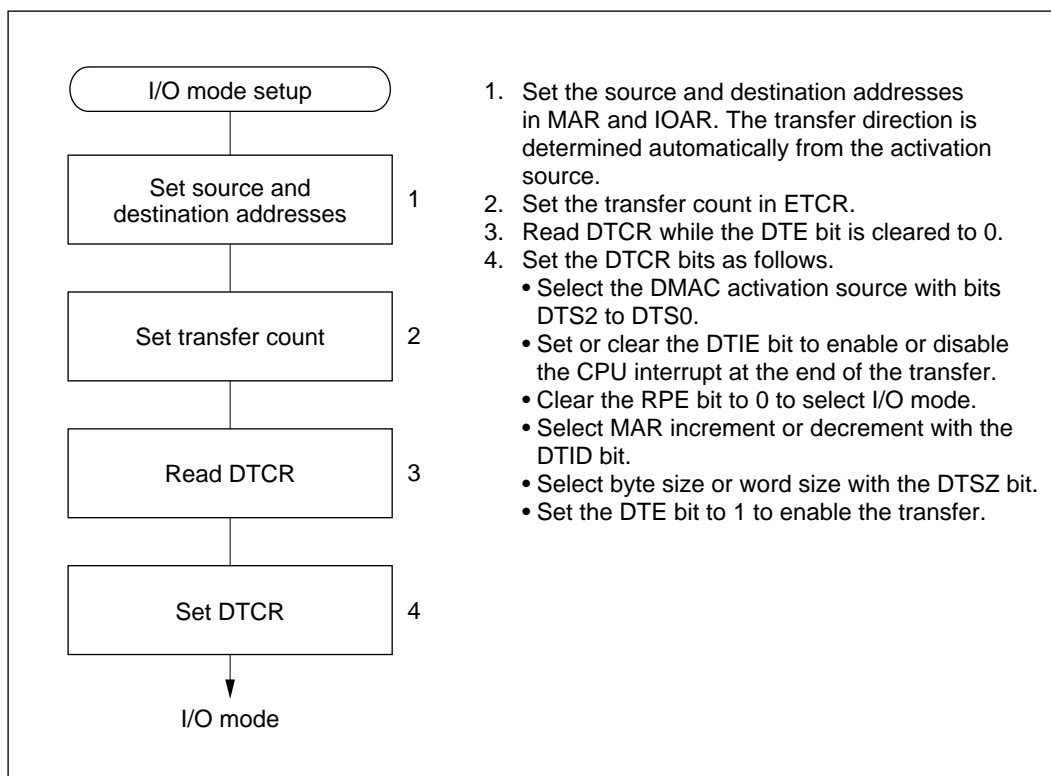 I/O mode setup
Set source and
destination addresses
1
Set transfer count
2
Read DTCR
3
Set DTCR
4
I/O mode
1. Set the source and destination addresses
in MAR and IOAR. The transfer direction is
determined automatically from the activation
source.
2. Set the transfer count in ETCR.
3. Read DTCR while the DTE bit is cleared to 0.
4. Set the DTCR bits as follows.
• Select the DMAC activation source with bits
DTS2 to DTS0.
• Set or clear the DTIE bit to enable or disable
the CPU interrupt at the end of the transfer.
• Clear the RPE bit to 0 to select I/O mode.
• Select MAR increment or decrement with the
DTID bit.
• Select byte size or word size with the DTSZ bit.
• Set the DTE bit to 1 to enable the transfer.